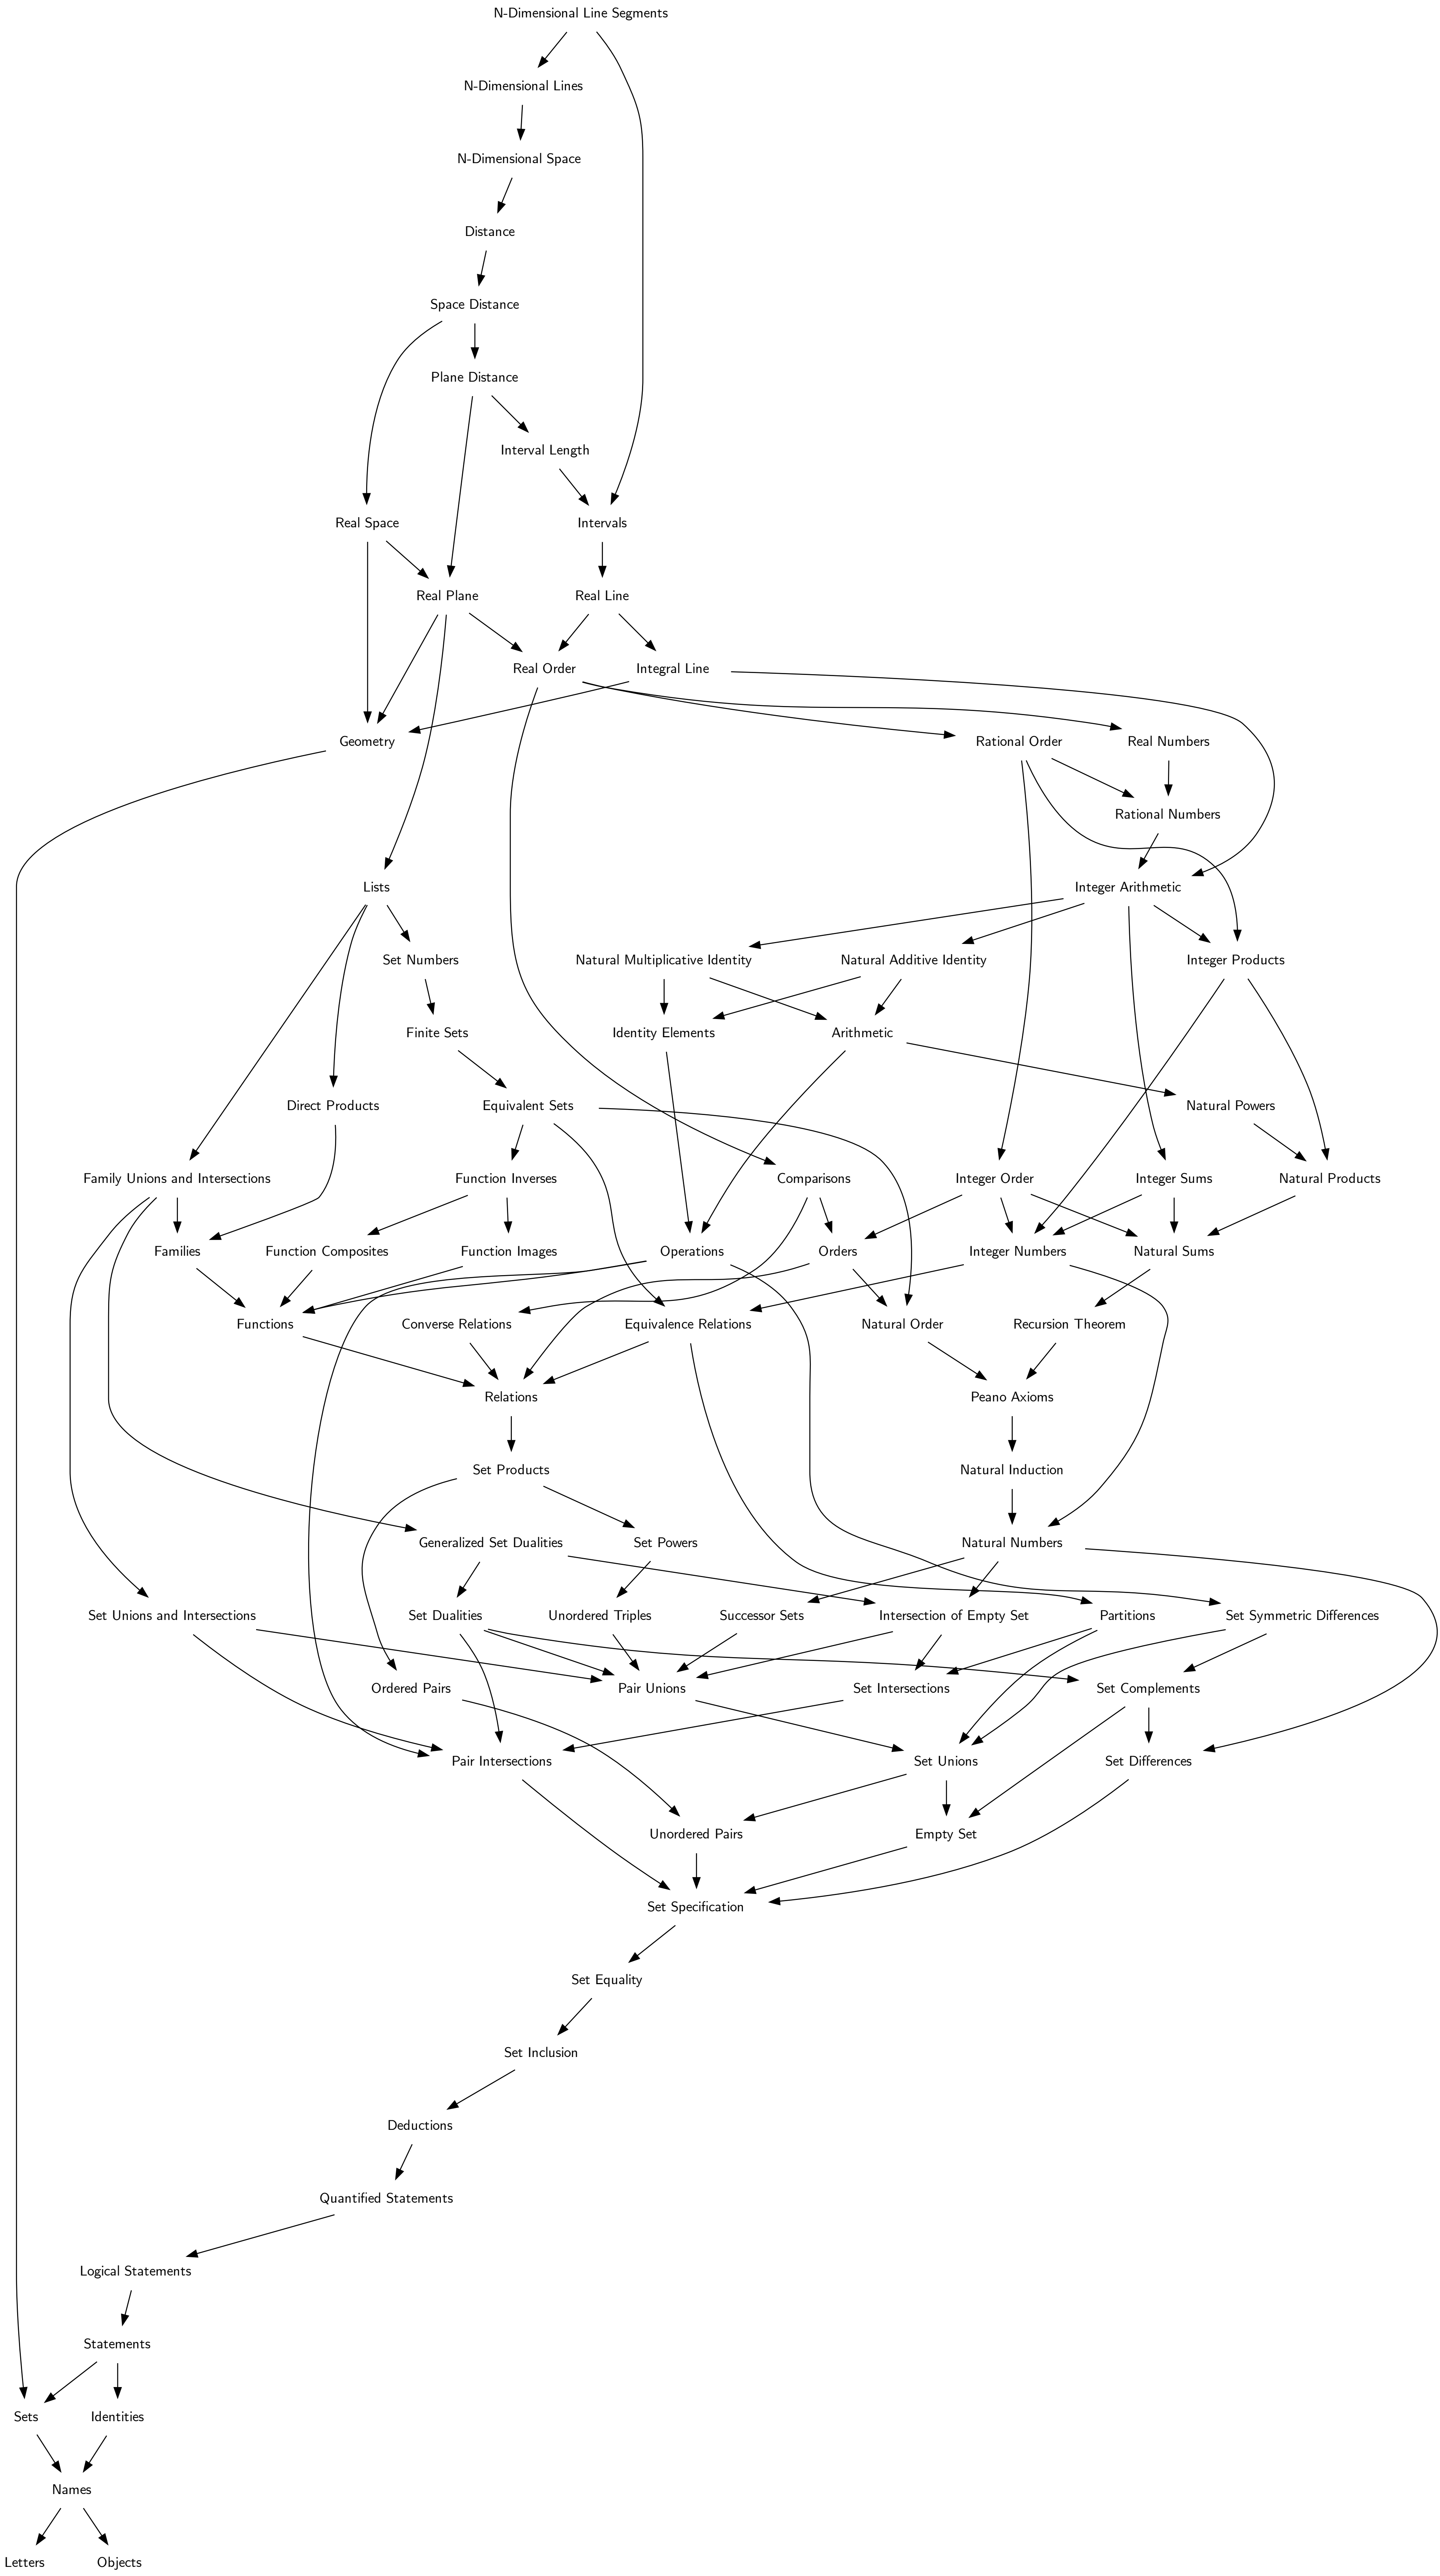 N-Dimensional Line Segments
N-Dimensional Lines
N-Dimensional Space
Distance
Space Distance
Plane Distance
Interval Length
Real Space
Intervals
Real Plane
Real Line
Real Order
Integral Line
Geometry
Rational Order
Real Numbers
Rational Numbers
Lists
Integer Arithmetic
Set Numbers
Natural Multiplicative Identity
Natural Additive Identity
Integer Products
Finite Sets
Identity Elements
Arithmetic
Direct Products
Equivalent Sets
Natural Powers
Family Unions and Intersections
Function Inverses
Comparisons
Integer Order
Integer Sums
Natural Products
Families
Function Composites
Function Images
Operations
Orders
Integer Numbers
Natural Sums
Functions
Converse Relations
Equivalence Relations
Natural Order
Recursion Theorem
Relations
Peano Axioms
Set Products
Natural Induction
Generalized Set Dualities
Set Powers
Natural Numbers
Set Unions and Intersections
Set Dualities
Unordered Triples
Successor Sets
Intersection of Empty Set
Partitions
Set Symmetric Differences
Ordered Pairs
Pair Unions
Set Intersections
Set Complements
Pair Intersections
Set Unions
Set Differences
Unordered Pairs
Empty Set
Set Specification
Set Equality
Set Inclusion
Deductions
Quantified Statements
Logical Statements
Statements
Sets
Identities
Names
Letters
Objects